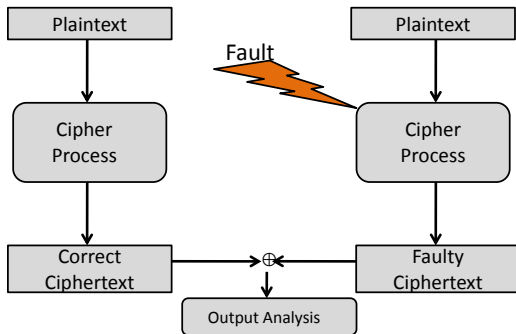 Plaintext
Plaintext
Fault
Cipher
Process
Cipher
Process
Correct
Ciphertext
⊕
Faulty
Ciphertext
Output Analysis